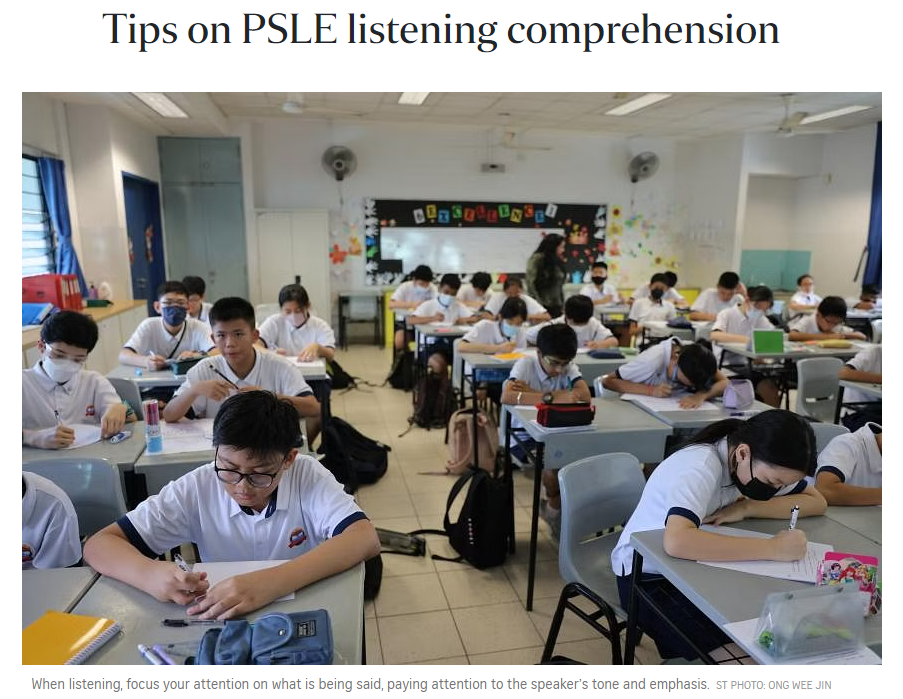 Tips on PSLE listening comprehension
EXCELLENCE!
When listening, focus your attention on what is being said, paying attention to the speaker's tone and emphasis. ST PHOTO: ONG WEE JIN